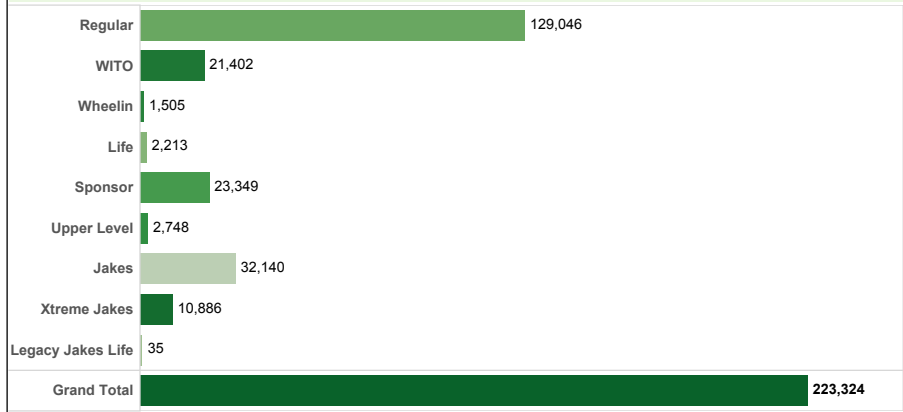 Regular 129,046
WITO 21,402
Wheelin 1,505
Life 2,213
Sponsor 23,349
Upper Level 2,748
Jakes 32,140
Xtreme Jakes 10,886
Legacy Jakes Life 35
Grand Total 223,324